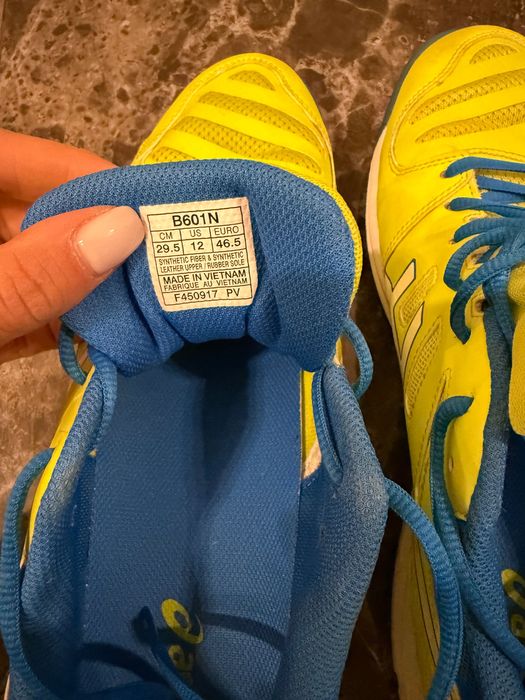 B601N
CM US EURO
29.5 12 46.5
SYNTHETIC FIBER & SYNTHETIC
LEATHER UPPER / RUBBER SOLE
MADE IN VIETNAM
FABRIQUE AU VIETNAM
F450917 PV